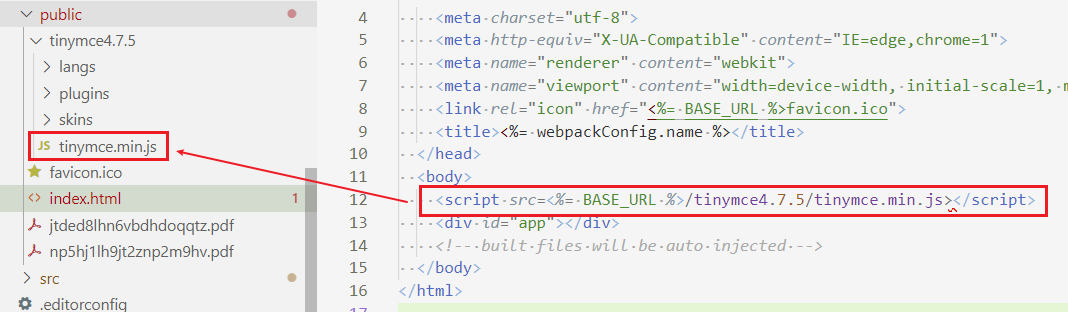 public
tinymce4.7.5
langs
plugins
skins
JS tinymce.min.js
favicon.ico
index.html 1
jtded8lhn6vbdhdoqqtz.pdf
np5hj1lh9jt2znp2m9hv.pdf
src
.editorconfig
4 <meta charset="utf-8">
5 <meta http-equiv="X-UA-Compatible" content="IE=edge,chrome=1">
6 <meta name="renderer" content="webkit">
7 <meta name="viewport" content="width=device-width, initial-scale=1, m
8 <link rel="icon" href="<%= BASE_URL %>favicon.ico">
9 <title><%= webpackConfig.name %></title>
10 </head>
11 <body>
12 <script src=<%= BASE_URL %>/tinymce4.7.5/tinymce.min.js></script>
13 <div id="app"></div>
14 <!-- built files will be auto injected -->
15 </body>
16 </html>
17